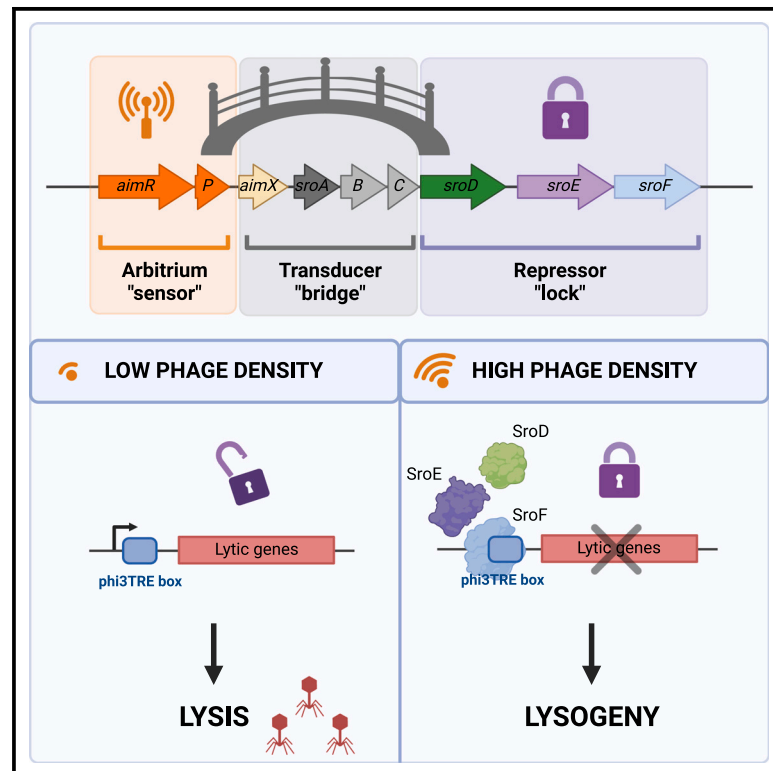 aimR P aimX sroA B C sroD sroE sroF
Arbitrium
"sensor"
Transducer
"bridge"
Repressor
"lock"
LOW PHAGE DENSITY
HIGH PHAGE DENSITY
Lytic genes
phi3TRE box
LYSIS
SroD
SroE
SroF
Lytic genes
phi3TRE box
LYSOGENY